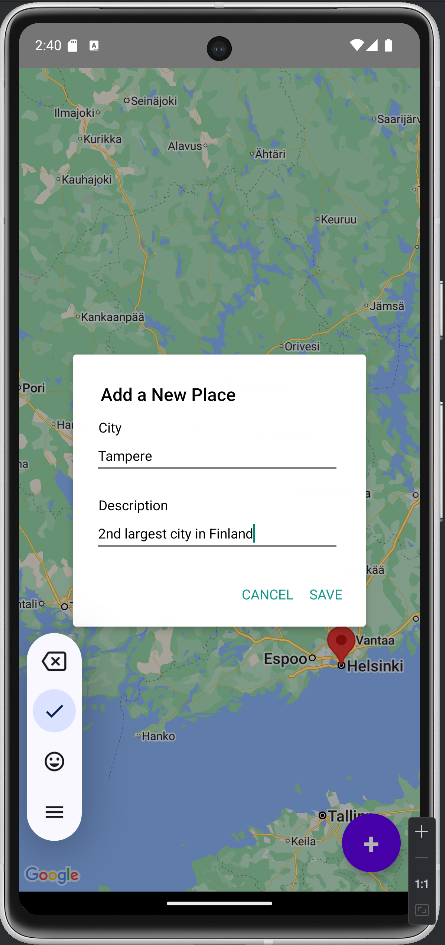 2:40
Seinäjoki
Ilmajoki
Saarijärv
Kurikka
Alavus
Ähtäri
Kauhajoki
Keuruu
Jämsä
Kankaanpää
Orivesi
Pori
Add a New Place
Har
City
Tampere
na
a
Description
2nd largest city in Finland
kää
CANCEL SAVE
ntali
T
Vantaa
Espoo
Helsinki
Hanko
Tallin
Keila
+
1:1
Google